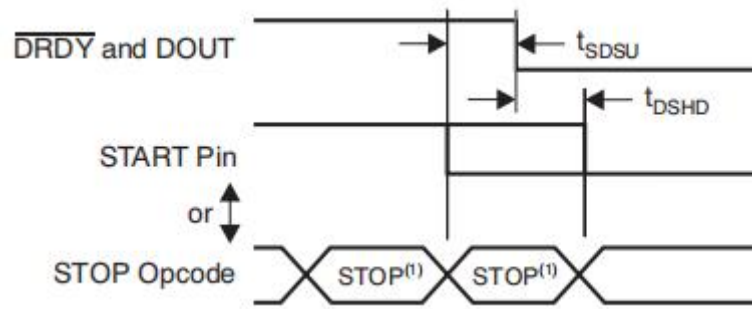 DRDY and DOUT
tSDSU
tDSHD
START Pin
or
STOP Opcode
STOP(1)
STOP(1)